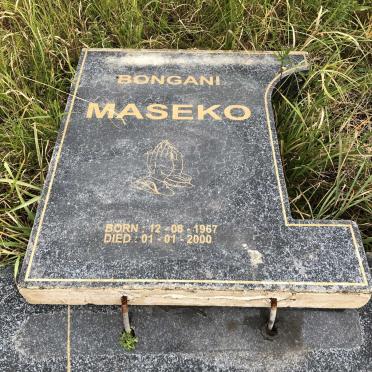 BONGANI
MASEKO
BORN : 12 - 08 - 1967
DIED : 01 - 01 - 2000